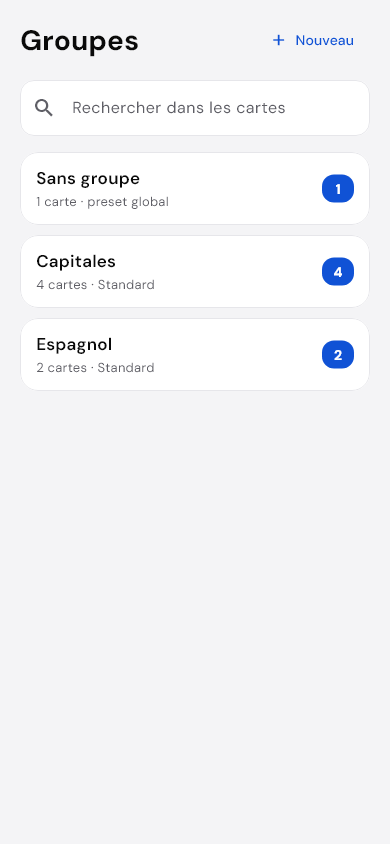 Groupes
+ Nouveau
Rechercher dans les cartes
Sans groupe
1 carte · preset global
1
Capitales
4 cartes · Standard
4
Espagnol
2 cartes · Standard
2